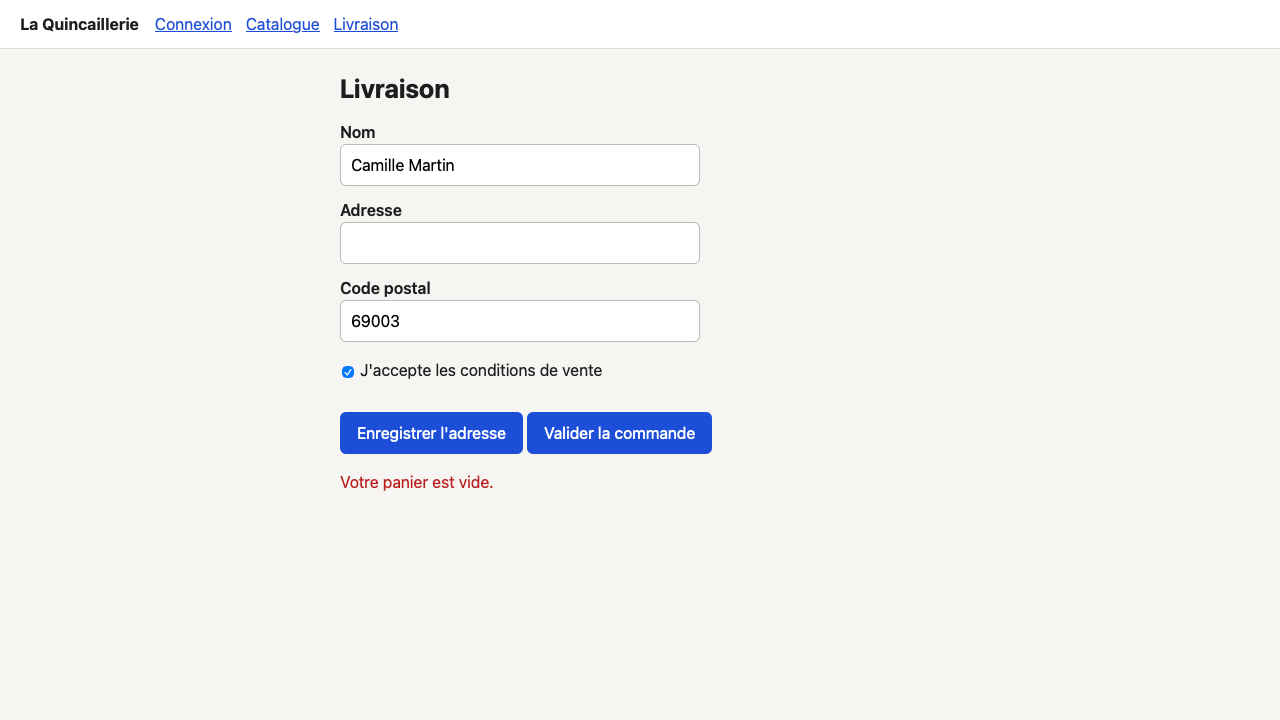 La Quincaillerie Connexion Catalogue Livraison
Livraison
Nom
Camille Martin
Adresse
Code postal
69003
J'accepte les conditions de vente
Enregistrer l'adresse Valider la commande
Votre panier est vide.